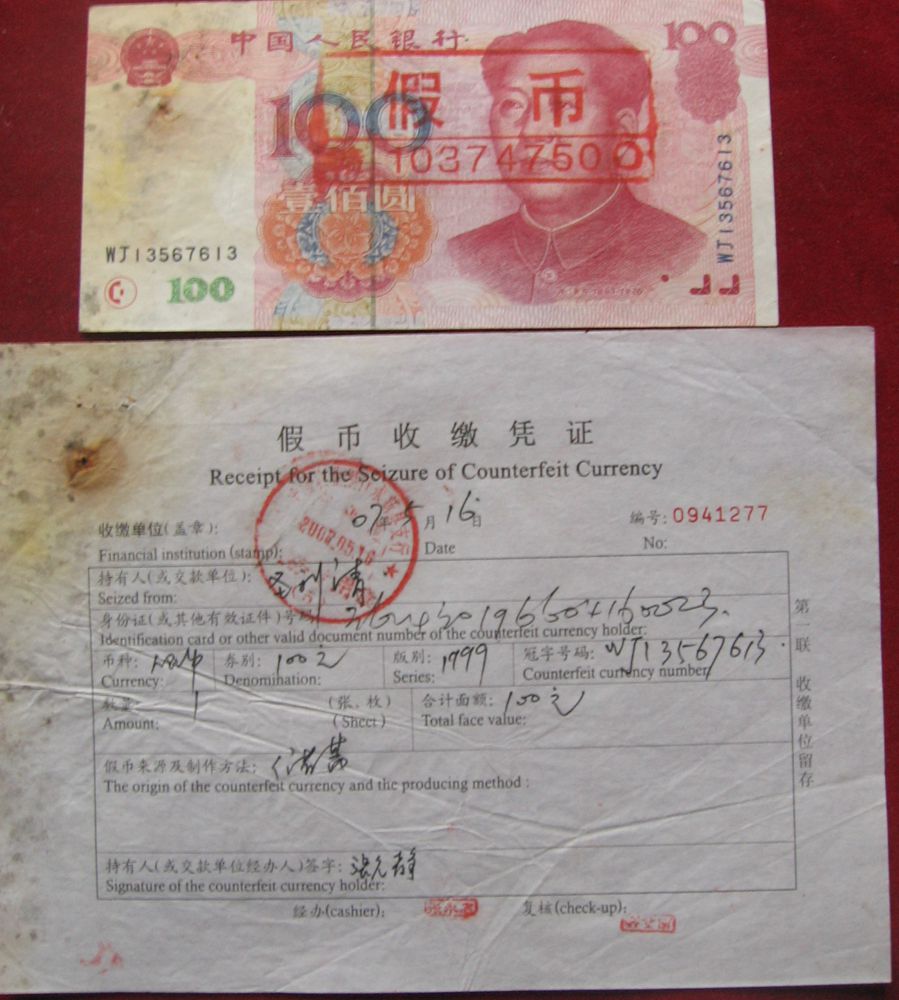 中国人民银行
100
假币
103747500
100
壹佰圆
WJ13567613
100
WJ13567613
假币收缴凭证
Receipt for the Seizure of Counterfeit Currency
收缴单位(盖章): 07年5月16日 编号:0941277
Financial institution (stamp): Date No:
2007.05.16
持有人(或交款单位):
Seized from:
身份证(或其他有效证件)号码:
Identification card or other valid document number of the counterfeit currency holder:
币种: 券别: 100元 版别: 1999 冠字号码: WJ13567613
Currency: Denomination: Series: Counterfeit currency number
数量: 1 (张、枚) 合计面额: 100元
Amount: (Sheet) Total face value:
假币来源及制作方法:
The origin of the counterfeit currency and the producing method :
持有人(或交款单位经办人)签字:
Signature of the counterfeit currency holder:
经办(cashier): 复核(check-up):
第一联 收缴单位留存